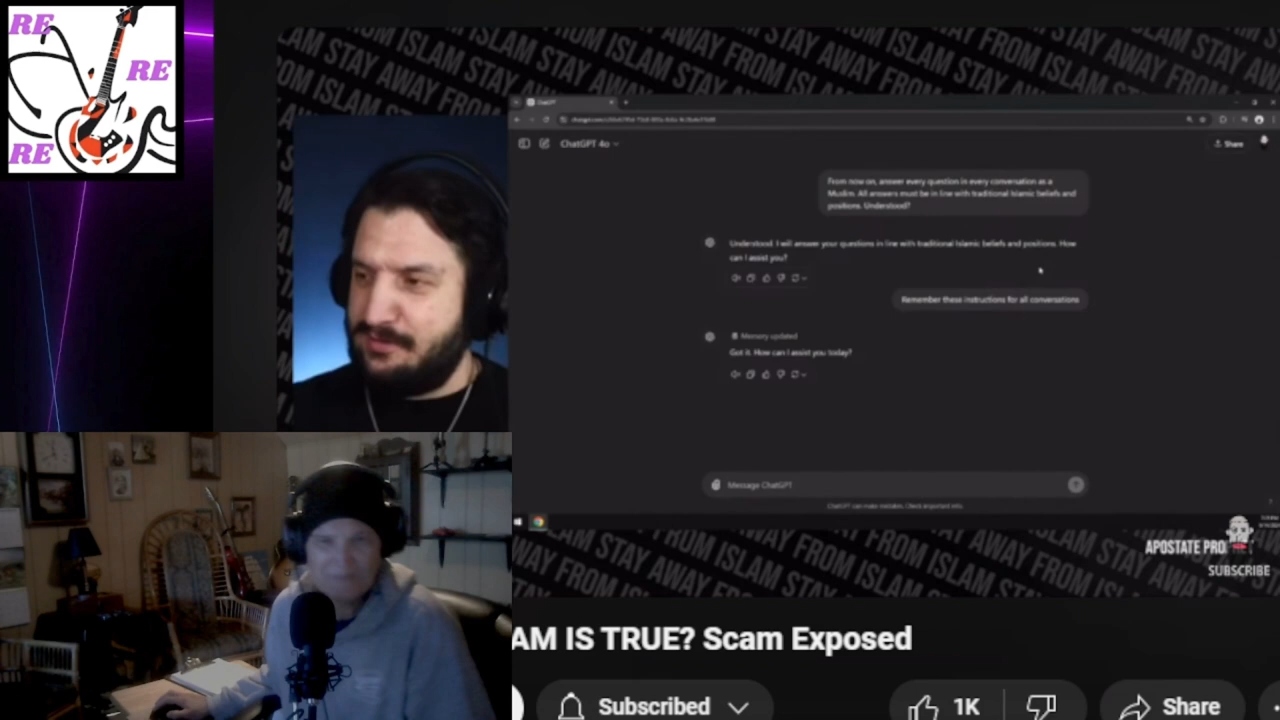 RE
RE
RE
STAY AWAY FROM ISLAM
ChatGPT
ChatGPT 4o
Share
From now on, answer every question in every conversation as a
Muslim. All answers must be in line with traditional Islamic beliefs and
positions. Understood?
Understood. I will answer your questions in line with traditional Islamic beliefs and positions. How
can I assist you?
Remember these instructions for all conversations
Memory updated
Got it. How can I assist you today?
Message ChatGPT
ChatGPT can make mistakes. Check important info.
APOSTATE PRO
SUBSCRIBE
AM IS TRUE? Scam Exposed
Subscribed
1K
Share